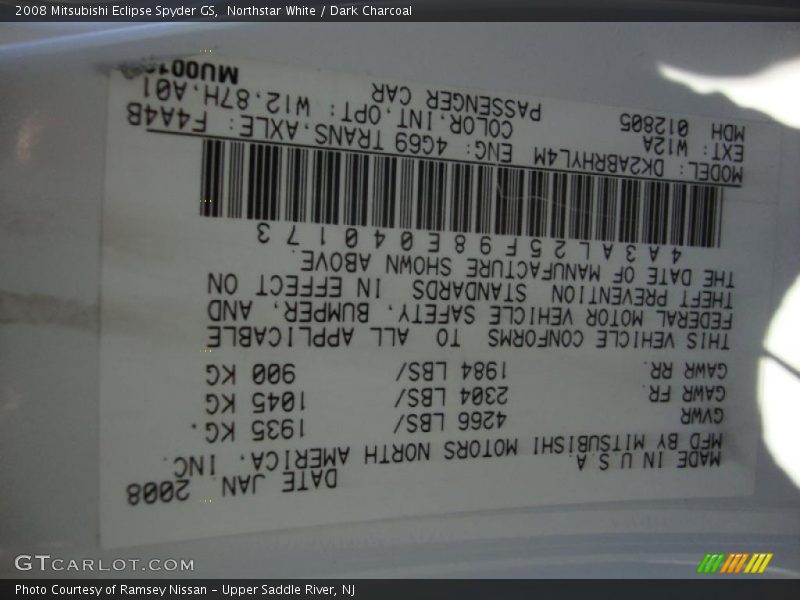 2008 Mitsubishi Eclipse Spyder GS, Northstar White / Dark Charcoal
MADE IN U S A. DATE JAN 2008
MFD BY MITSUBISHI MOTORS NORTH AMERICA, INC.
GVWR 4266 LBS/ 1935 KG.
GAWR FR. 2304 LBS/ 1045 KG
GAWR RR. 1984 LBS/ 900 KG
THIS VEHICLE CONFORMS TO ALL APPLICABLE
FEDERAL MOTOR VEHICLE SAFETY, BUMPER, AND
THEFT PREVENTION STANDARDS IN EFFECT ON
THE DATE OF MANUFACTURE SHOWN ABOVE.
4A3AL25F98E040173
MODEL: DK2ABRHYL4M ENG: 4G69 TRANS.AXLE: F4A4B
EXT: W12A COLOR.INT.OPT: W12.87H.A01
MDH 012805 PASSENGER CAR
GTCARLOT.COM
Photo Courtesy of Ramsey Nissan - Upper Saddle River, NJ